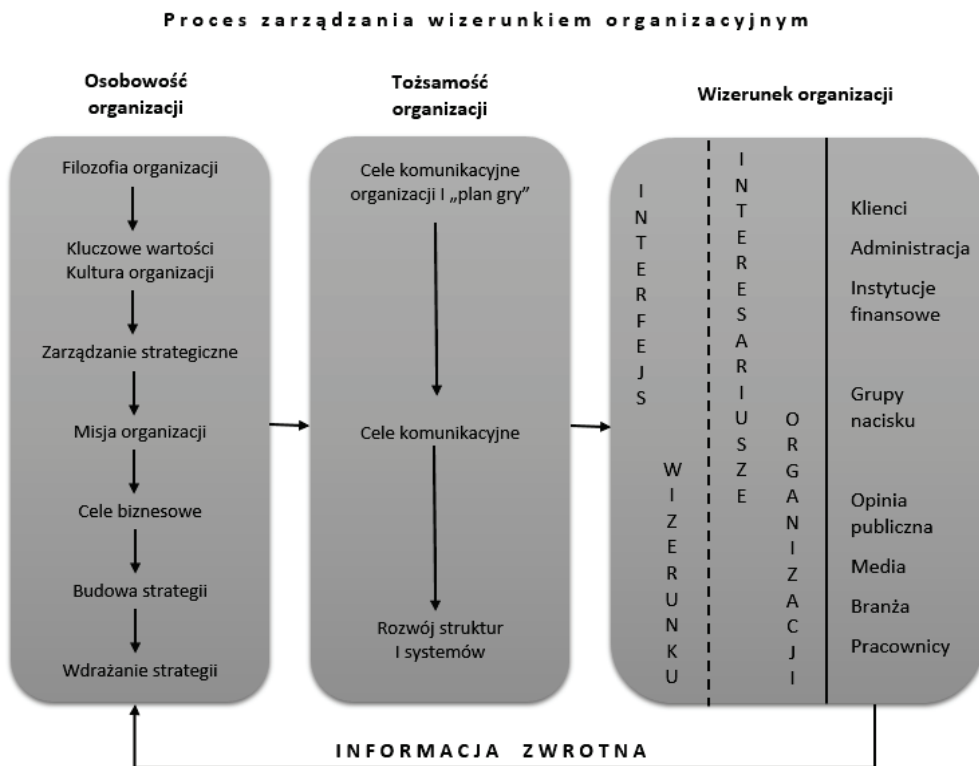 Proces zarządzania wizerunkiem organizacyjnym
Osobowość
organizacji
Filozofia organizacji
Kluczowe wartości
Kultura organizacji
Zarządzanie strategiczne
Misja organizacji
Cele biznesowe
Budowa strategii
Wdrażanie strategii
Tożsamość
organizacji
Cele komunikacyjne
organizacji I „plan gry”
Cele komunikacyjne
Rozwój struktur
I systemów
Wizerunek organizacji
INTERFEJS
WIZERUNKU
INTERESARIUSZE
ORGANIZACJI
Klienci
Administracja
Instytucje
finansowe
Grupy
nacisku
Opinia
publiczna
Media
Branża
Pracownicy
INFORMACJA ZWROTNA